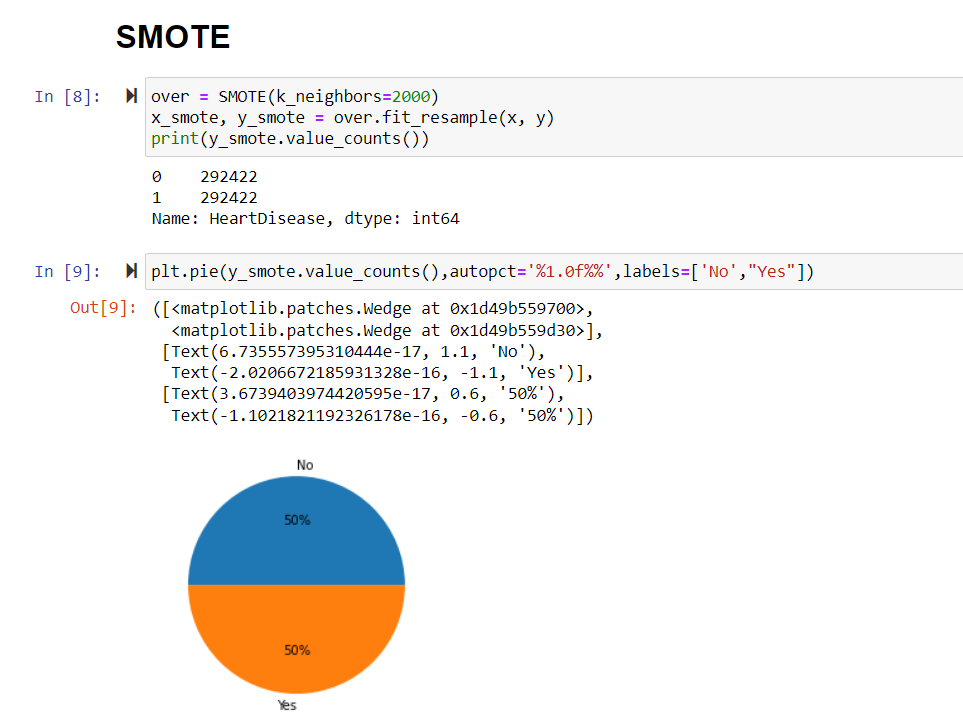 SMOTE
In [8]:
over = SMOTE(k_neighbors=2000)
x_smote, y_smote = over.fit_resample(x, y)
print(y_smote.value_counts())
0    292422
1    292422
Name: HeartDisease, dtype: int64
In [9]:
plt.pie(y_smote.value_counts(),autopct='%1.0f%%',labels=['No',"Yes"])
Out[9]:
([<matplotlib.patches.Wedge at 0x1d49b559700>,
  <matplotlib.patches.Wedge at 0x1d49b559d30>],
 [Text(6.735557395310444e-17, 1.1, 'No'),
  Text(-2.0206672185931328e-16, -1.1, 'Yes')],
 [Text(3.6739403974420595e-17, 0.6, '50%'),
  Text(-1.1021821192326178e-16, -0.6, '50%')])
No
50%
50%
Yes